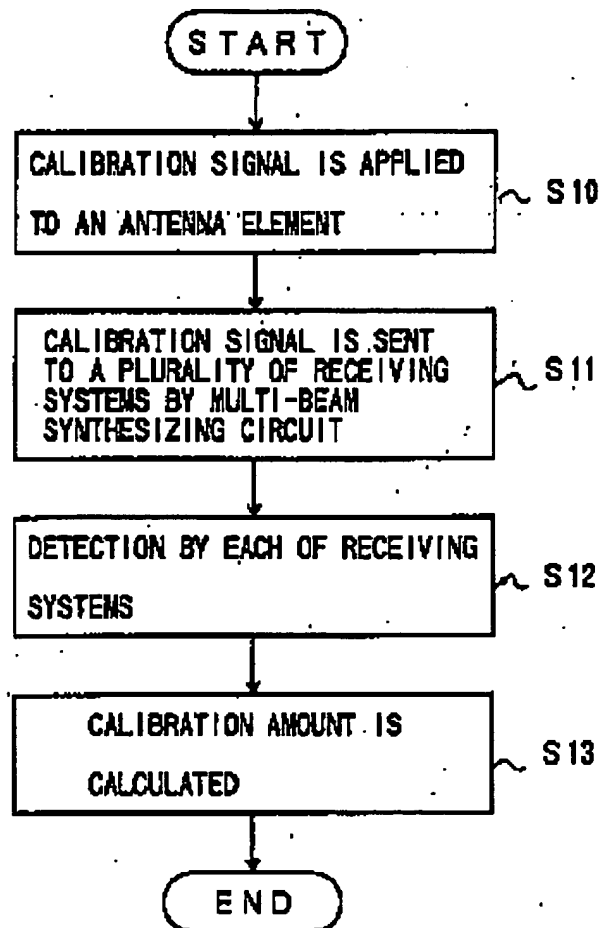 START
CALIBRATION SIGNAL IS APPLIED
TO AN ANTENNA ELEMENT
S10
CALIBRATION SIGNAL IS SENT
TO A PLURALITY OF RECEIVING
SYSTEMS BY MULTI-BEAM
SYNTHESIZING CIRCUIT
S11
DETECTION BY EACH OF RECEIVING
SYSTEMS
S12
CALIBRATION AMOUNT IS
CALCULATED
S13
END